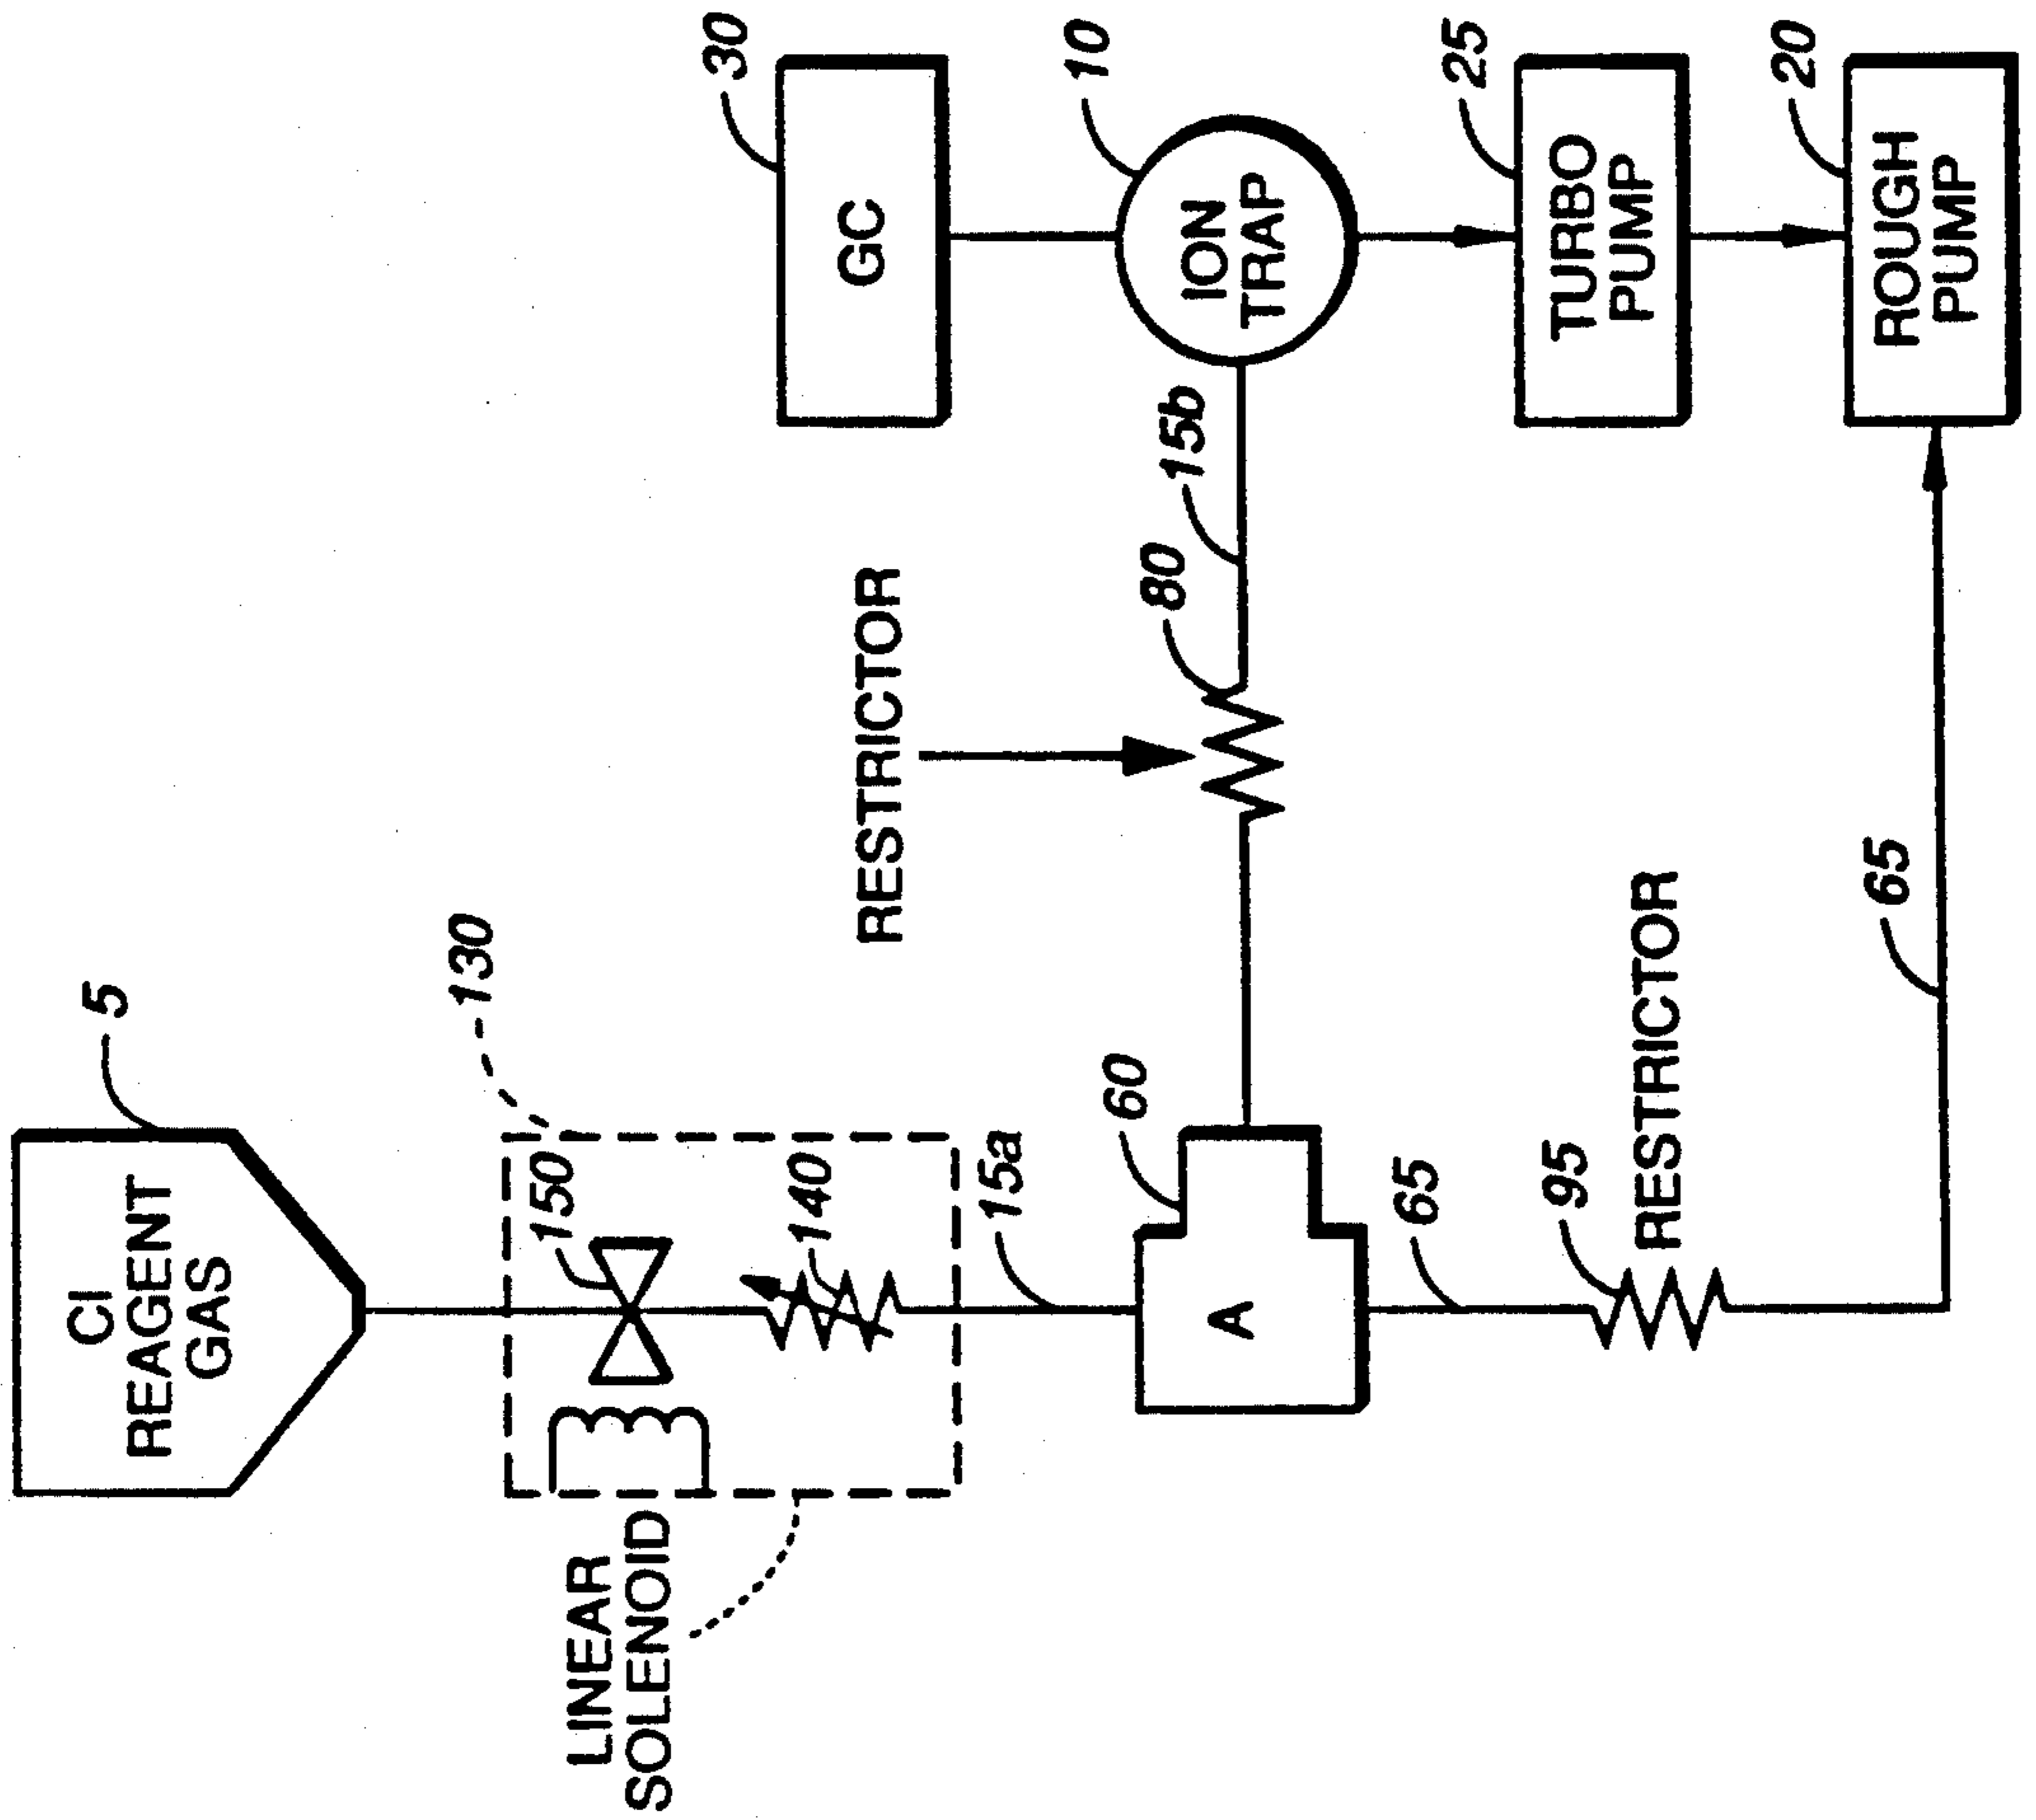 CI
REAGENT
GAS
5
LINEAR
SOLENOID
130
150
140
15a
A
60
65
95
RESTRICTOR
65
RESTRICTOR
80
15b
GC
30
ION
TRAP
10
TURBO
PUMP
25
ROUGH
PUMP
20